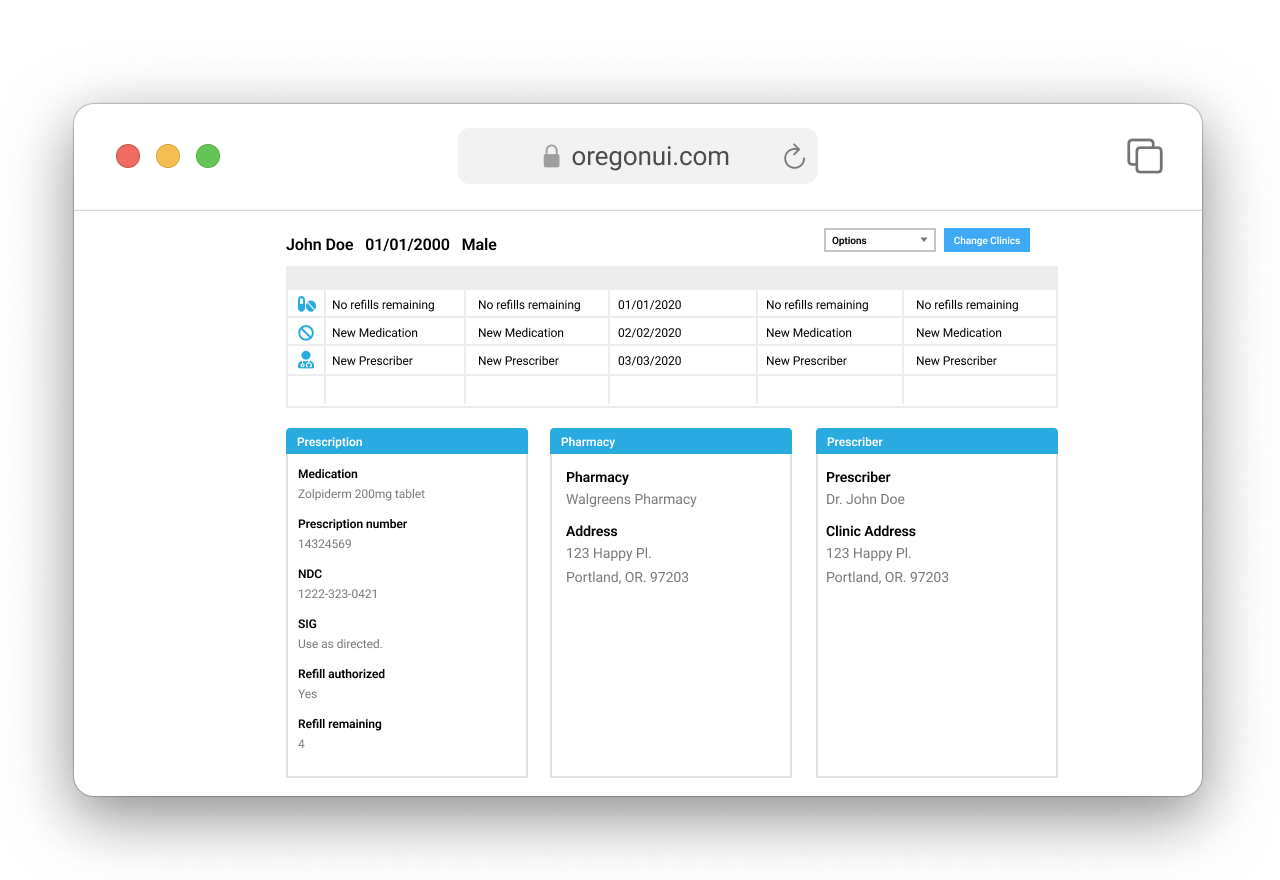 oregonui.com
John Doe 01/01/2000 Male
Options
Change Clinics
No refills remaining No refills remaining 01/01/2020 No refills remaining No refills remaining
New Medication New Medication 02/02/2020 New Medication New Medication
New Prescriber New Prescriber 03/03/2020 New Prescriber New Prescriber
Prescription
Medication
Zolpiderm 200mg tablet
Prescription number
14324569
NDC
1222-323-0421
SIG
Use as directed.
Refill authorized
Yes
Refill remaining
4
Pharmacy
Pharmacy
Walgreens Pharmacy
Address
123 Happy Pl.
Portland, OR. 97203
Prescriber
Prescriber
Dr. John Doe
Clinic Address
123 Happy Pl.
Portland, OR. 97203